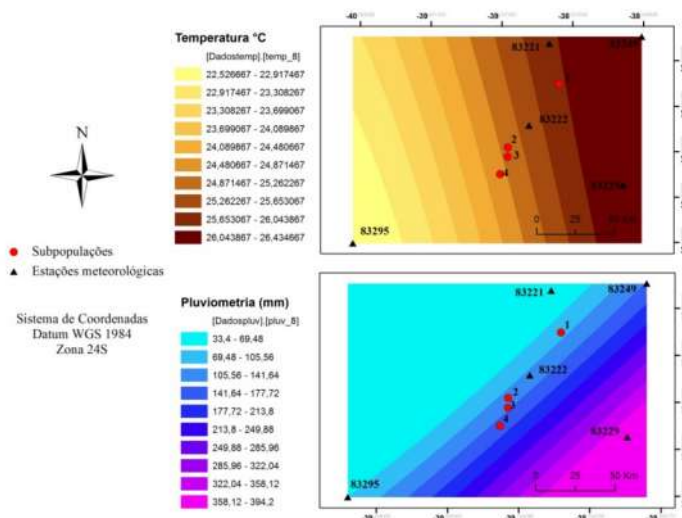 Temperatura °C
[Dadostemp].[temp_8]
22,526667 - 22,917467
22,917467 - 23,308267
23,308267 - 23,699067
23,699067 - 24,089867
24,089867 - 24,480667
24,480667 - 24,871467
24,871467 - 25,262267
25,262267 - 25,653067
25,653067 - 26,043867
26,043867 - 26,434667
83221
83249
1
83222
2
3
4
83229
83295
0 25 50 Km
N
Subpopulações
Estações meteorológicas
Sistema de Coordenadas
Datum WGS 1984
Zona 24S
Pluviometria (mm)
[Dadospluv].[pluv_8]
33,4 - 69,48
69,48 - 105,56
105,56 - 141,64
141,64 - 177,72
177,72 - 213,8
213,8 - 249,88
249,88 - 285,96
285,96 - 322,04
322,04 - 358,12
358,12 - 394,2
83221
83249
1
83222
2
3
4
83229
83295
0 25 50 Km